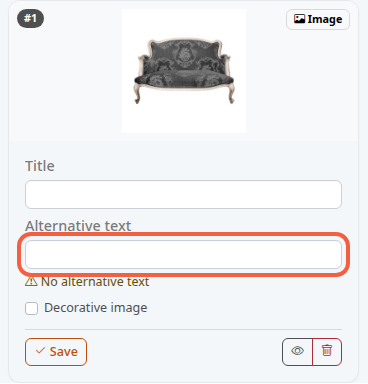 #1
Image
Title
Alternative text
No alternative text
Decorative image
Save